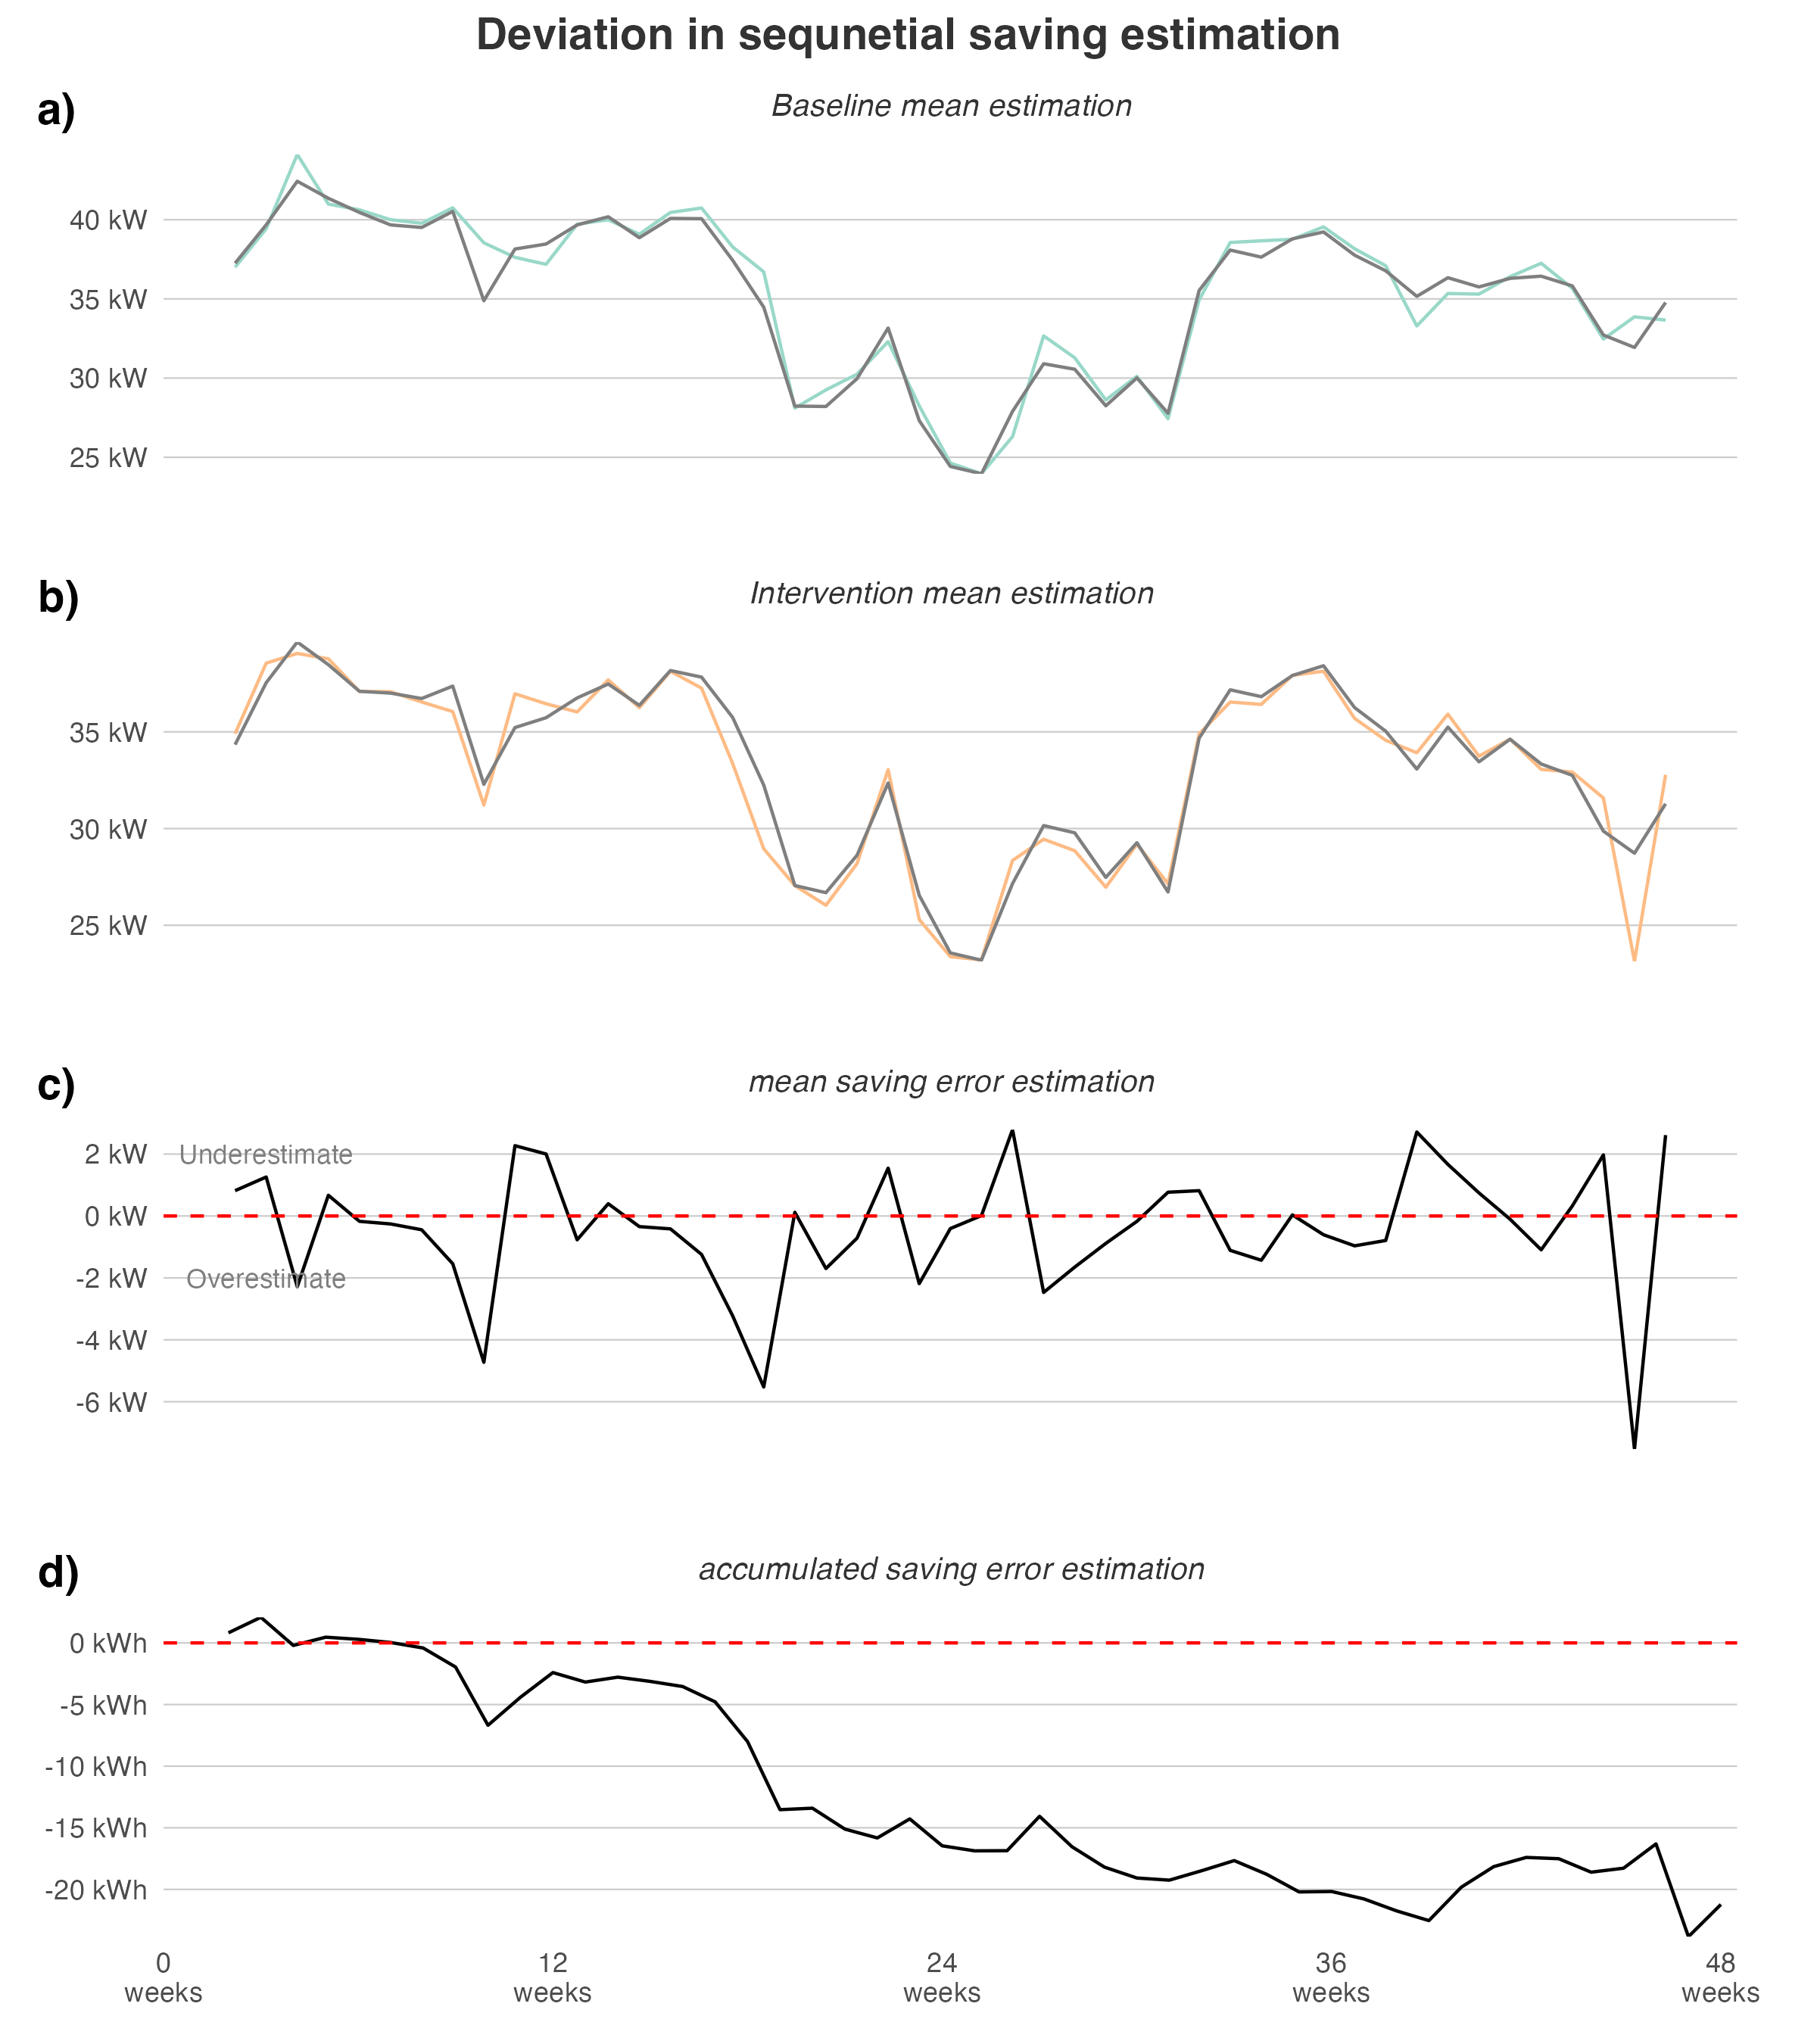 Deviation in sequnetial saving estimation
a)
Baseline mean estimation
40 kW
35 kW
30 kW
25 kW
b)
Intervention mean estimation
35 kW
30 kW
25 kW
c)
mean saving error estimation
2 kW
Underestimate
0 kW
-2 kW
Overestimate
-4 kW
-6 kW
d)
accumulated saving error estimation
0 kWh
-5 kWh
-10 kWh
-15 kWh
-20 kWh
0 12 24 36 48
weeks weeks weeks weeks weeks